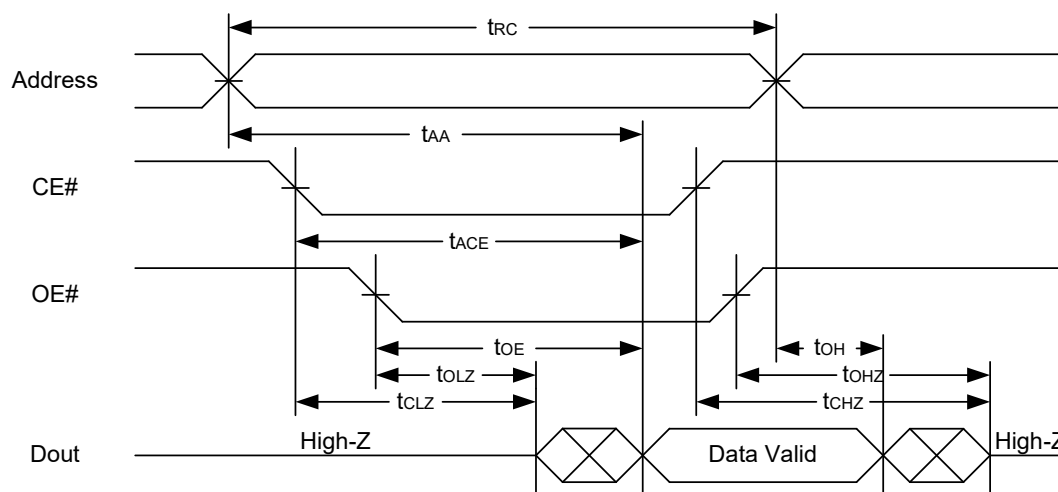 tRC
Address
tAA
CE#
tACE
OE#
tOE
tOH
tOLZ
tOHZ
tCLZ
tCHZ
High-Z
High-Z
Dout
Data Valid